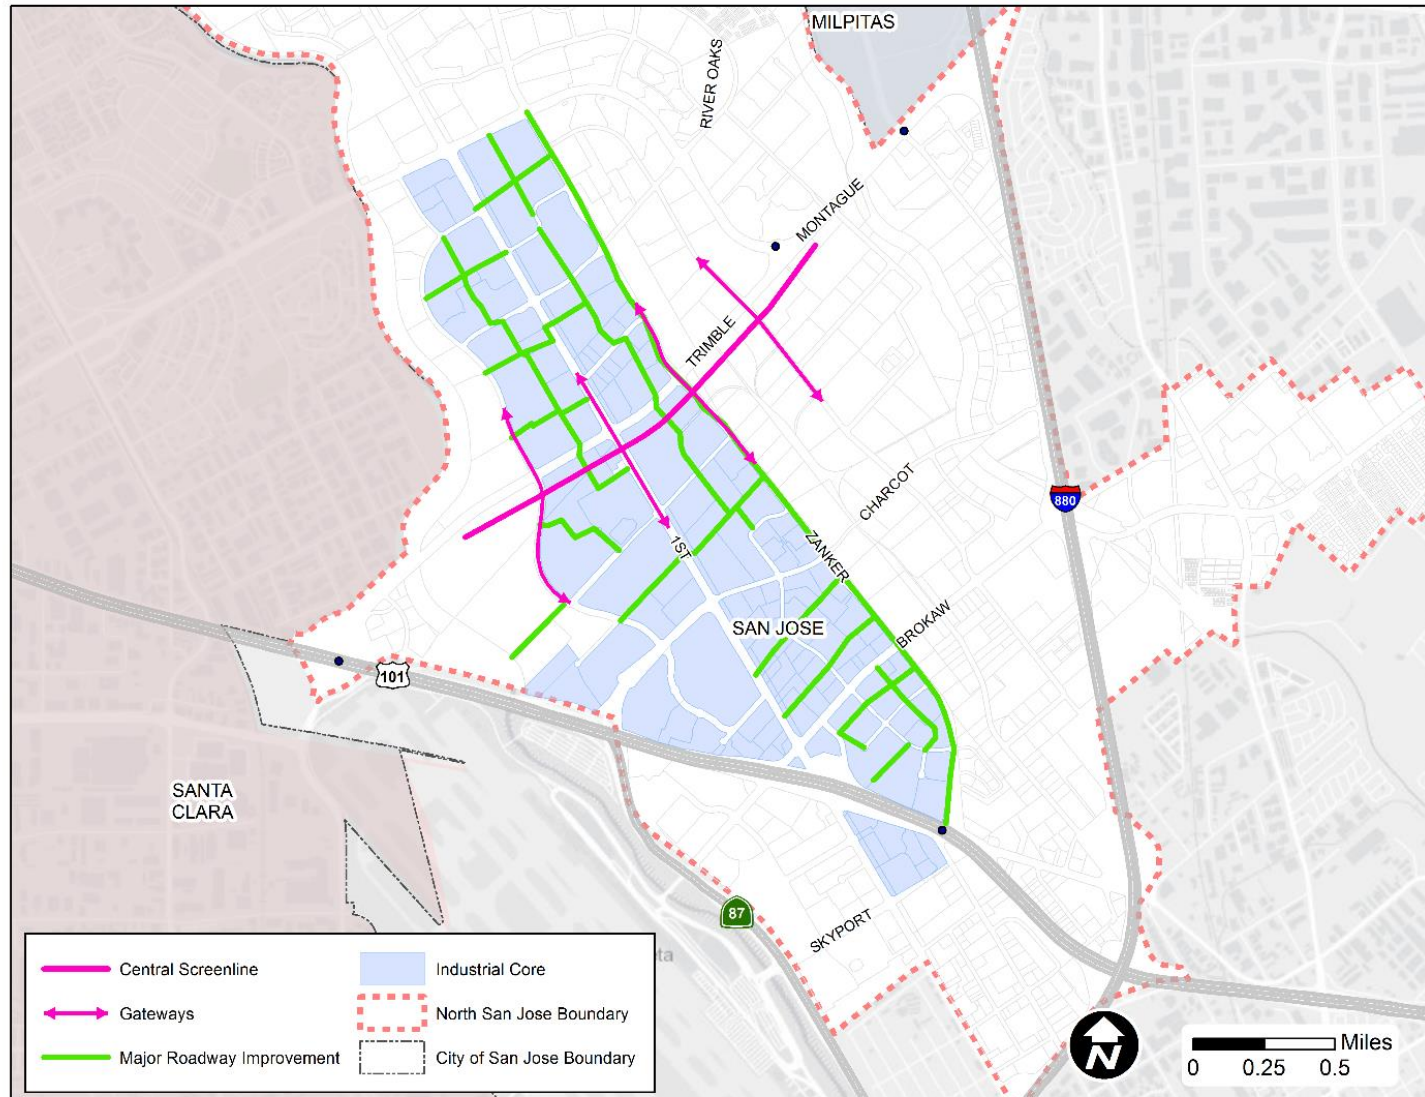 MILPITAS
RIVER OAKS
MONTAGUE
TRIMBLE
CHARCOT
880
1ST
ZANKER
SAN JOSE
BROKAW
101
SANTA
CLARA
87
SKYPORT
Central Screenline
Gateways
Major Roadway Improvement
Industrial Core
North San Jose Boundary
City of San Jose Boundary
ta
N
Miles
0 0.25 0.5